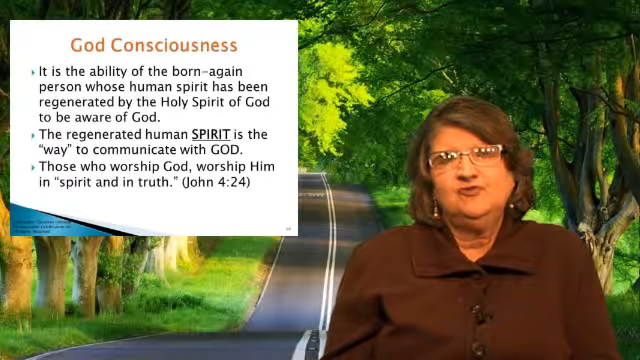 God Consciousness
It is the ability of the born-again
person whose human spirit has been
regenerated by the Holy Spirit of God
to be aware of God.
The regenerated human SPIRIT is the
"way" to communicate with GOD.
Those who worship God, worship Him
in "spirit and in truth." (John 4:24)